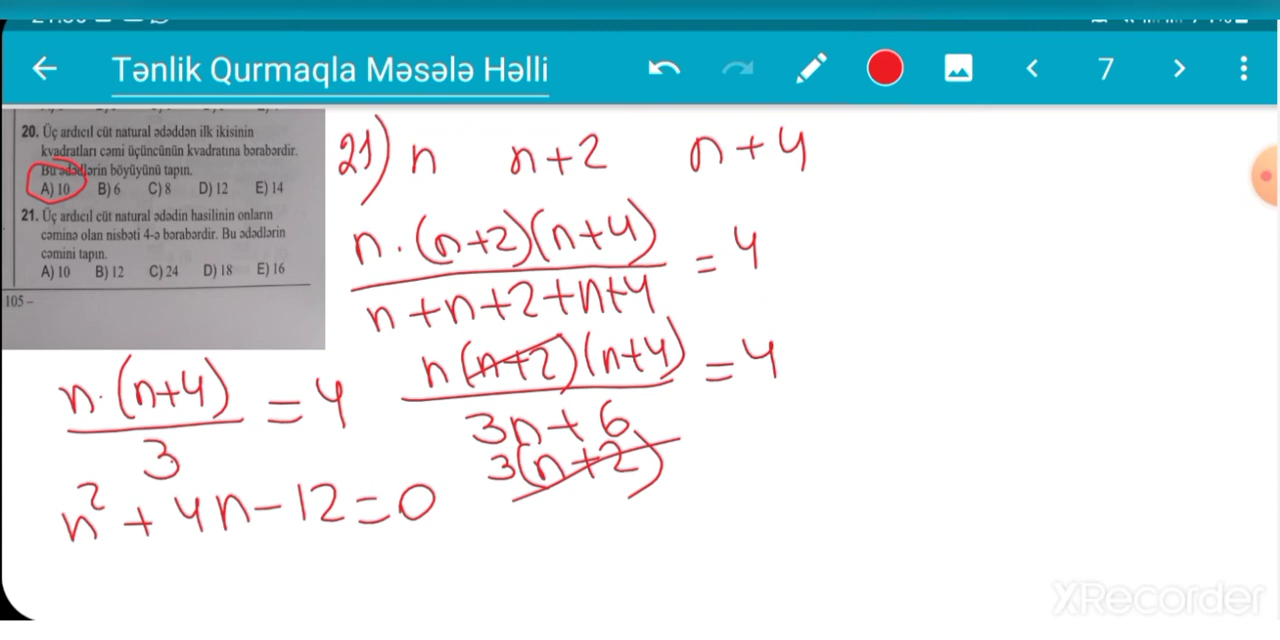 Tənlik Qurmaqla Məsələ Həlli
7
20. Üç ardıcıl cüt natural ədəddən ilk ikisinin
kvadratları cəmi üçüncünün kvadratına bərabərdir.
Bu ədədlərin böyüyünü tapın.
A) 10 B) 6 C) 8 D) 12 E) 14
21. Üç ardıcıl cüt natural ədədin hasilinin onların
cəminə olan nisbəti 4-ə bərabərdir. Bu ədədlərin
cəmini tapın.
A) 10 B) 12 C) 24 D) 18 E) 16
105 –
21) n n+2 n+4
n·(n+2)(n+4)
= 4
n+n+2+n+4
n(n+2)(n+4)
= 4
3n+6
3(n+2)
n·(n+4)
= 4
3
n²+4n-12=0
XRecorder